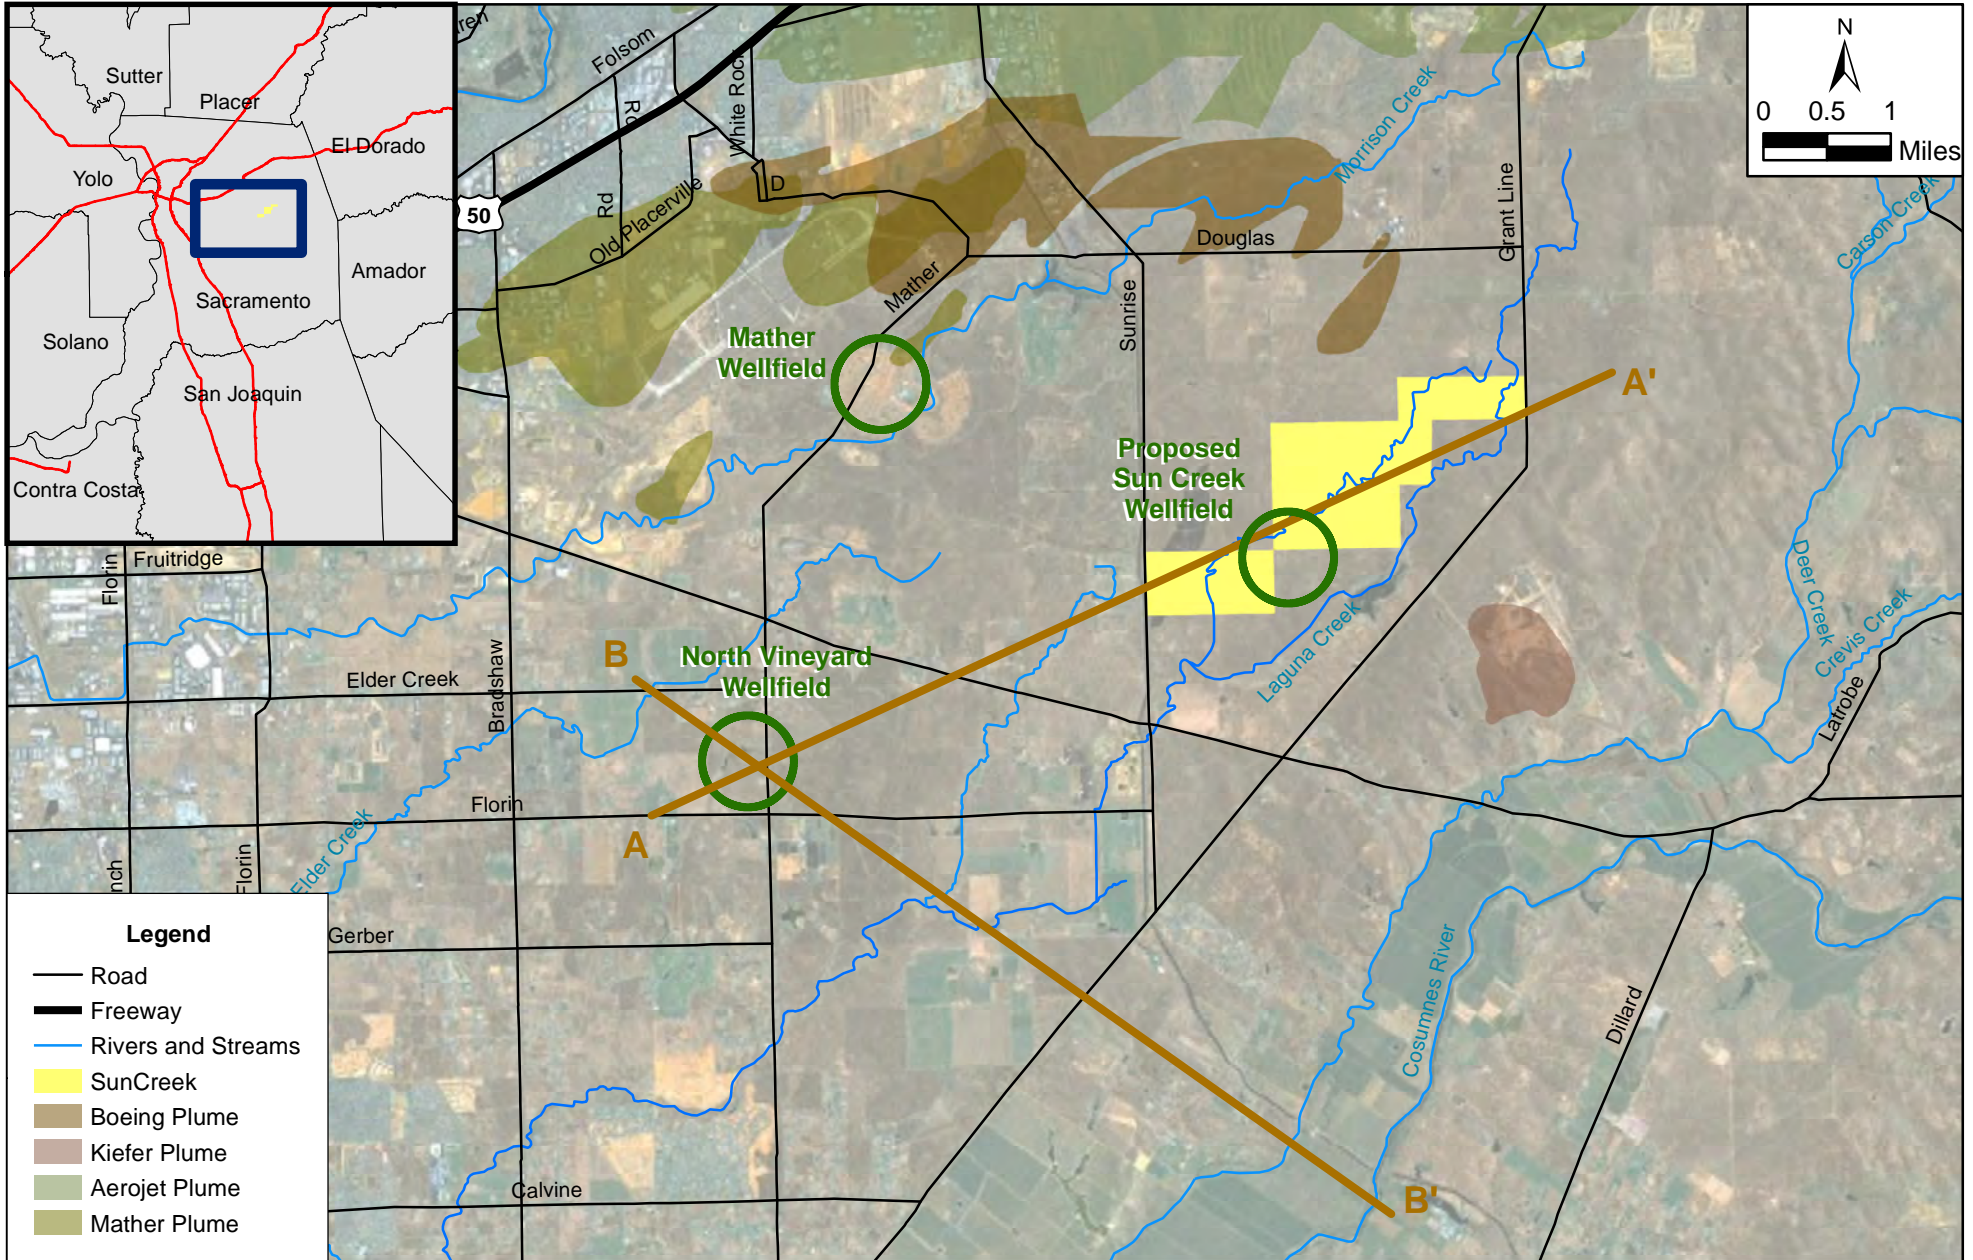 Sutter
Placer
El Dorado
Yolo
Amador
Sacramento
Solano
San Joaquin
Contra Costa
Folsom
White Rock
Rd
Rd
50
Old Placerville
D
Mather
Douglas
Morrison Creek
Grant Line
Sunrise
N
0 0.5 1
Miles
Carson Creek
Mather
Wellfield
A'
Proposed
Sun Creek
Wellfield
Fruitridge
Florin
Deer Creek
Crevis Creek
Laguna Creek
B
North Vineyard
Wellfield
Elder Creek
Bradshaw
Latrobe
Florin
A
Elder Creek
nch
Florin
Gerber
Cosumnes River
Dillard
Calvine
B'
Legend
Road
Freeway
Rivers and Streams
SunCreek
Boeing Plume
Kiefer Plume
Aerojet Plume
Mather Plume